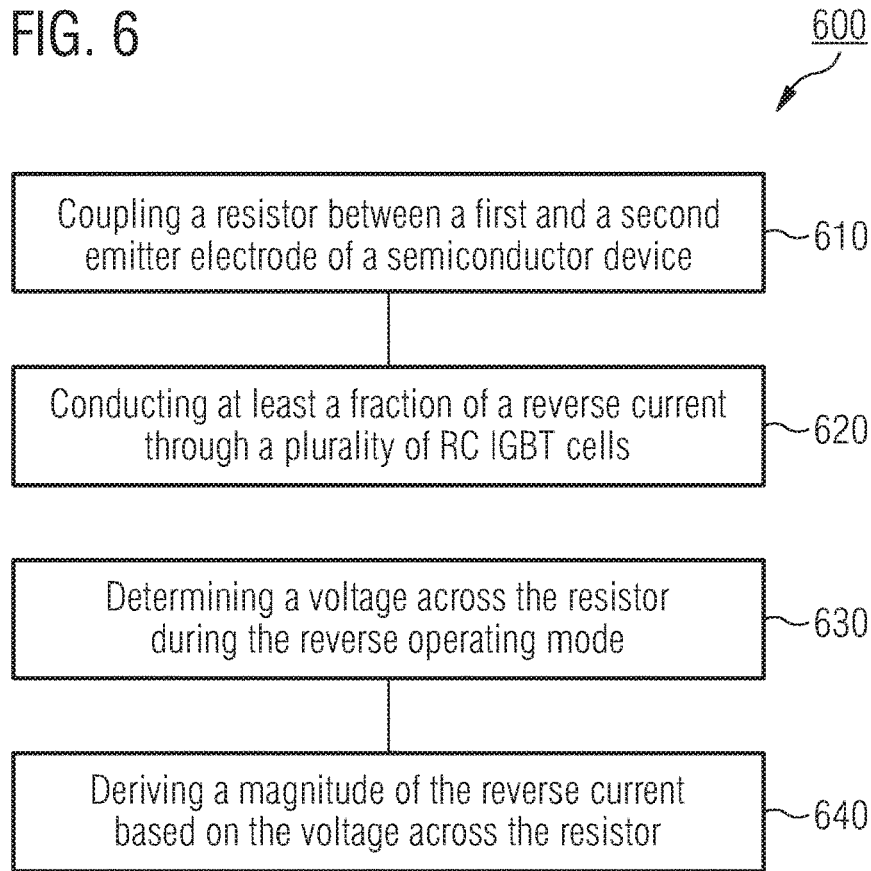 FIG. 6
600
Coupling a resistor between a first and a second
emitter electrode of a semiconductor device
610
Conducting at least a fraction of a reverse current
through a plurality of RC IGBT cells
620
Determining a voltage across the resistor
during the reverse operating mode
630
Deriving a magnitude of the reverse current
based on the voltage across the resistor
640